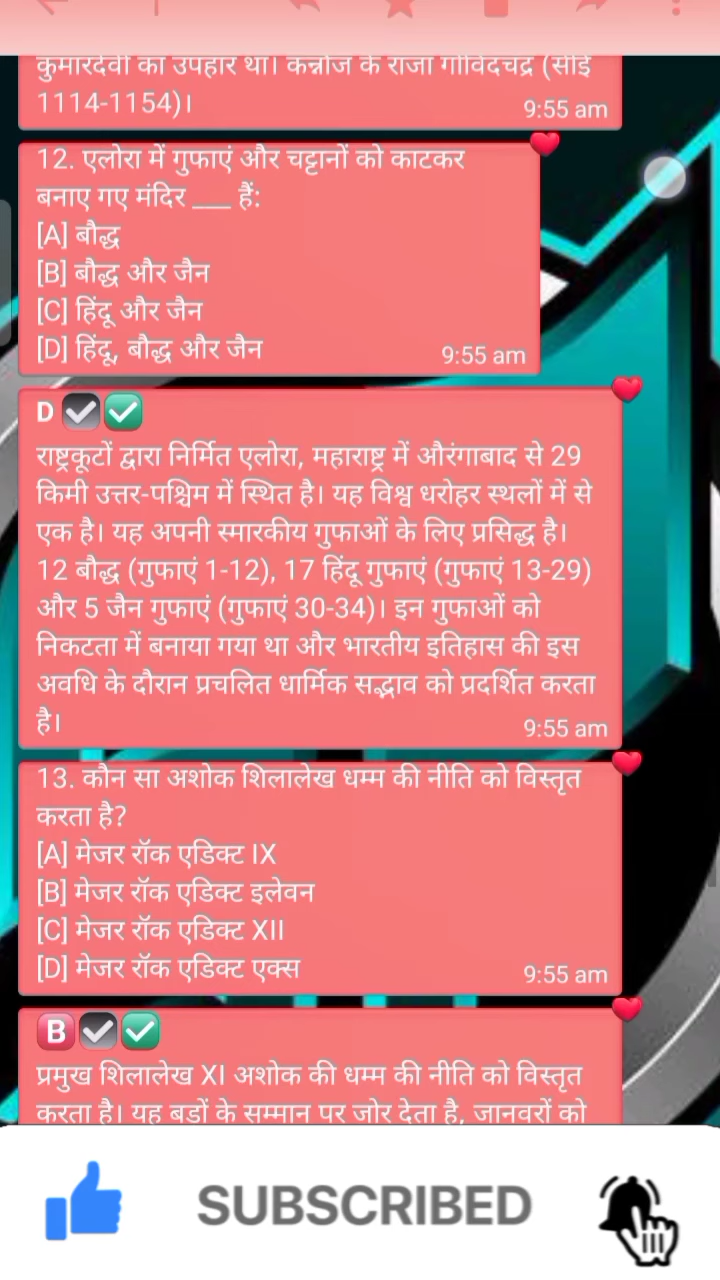 कुमारदेवी का उपहार था। कन्नौज के राजा गोविंदचंद्र (सीई
1114-1154)।
9:55 am
12. एलोरा में गुफाएं और चट्टानों को काटकर
बनाए गए मंदिर ___ हैं:
[A] बौद्ध
[B] बौद्ध और जैन
[C] हिंदू और जैन
[D] हिंदू, बौद्ध और जैन
9:55 am
D
राष्ट्रकूटों द्वारा निर्मित एलोरा, महाराष्ट्र में औरंगाबाद से 29
किमी उत्तर-पश्चिम में स्थित है। यह विश्व धरोहर स्थलों में से
एक है। यह अपनी स्मारकीय गुफाओं के लिए प्रसिद्ध है।
12 बौद्ध (गुफाएं 1-12), 17 हिंदू गुफाएं (गुफाएं 13-29)
और 5 जैन गुफाएं (गुफाएं 30-34)। इन गुफाओं को
निकटता में बनाया गया था और भारतीय इतिहास की इस
अवधि के दौरान प्रचलित धार्मिक सद्भाव को प्रदर्शित करता
है।
9:55 am
13. कौन सा अशोक शिलालेख धम्म की नीति को विस्तृत
करता है?
[A] मेजर रॉक एडिक्ट IX
[B] मेजर रॉक एडिक्ट इलेवन
[C] मेजर रॉक एडिक्ट XII
[D] मेजर रॉक एडिक्ट एक्स
9:55 am
B
प्रमुख शिलालेख XI अशोक की धम्म की नीति को विस्तृत
करता है। यह बड़ों के सम्मान पर जोर देता है, जानवरों को
SUBSCRIBED